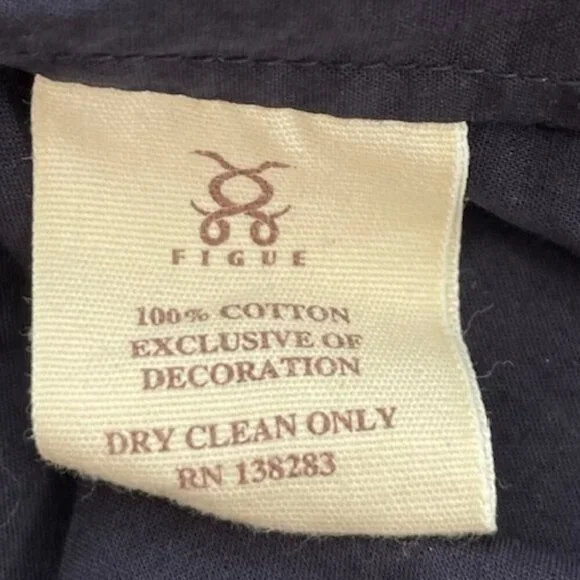 FIGUE
100% COTTON
EXCLUSIVE OF
DECORATION
DRY CLEAN ONLY
RN 138283